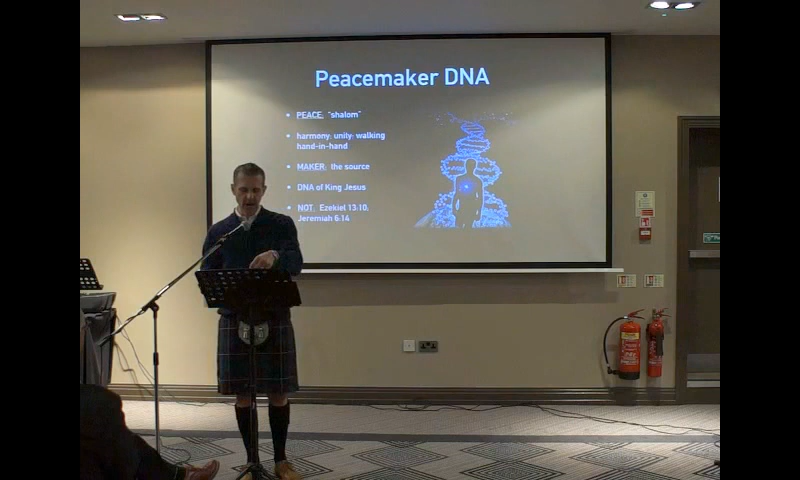 Peacemaker DNA
• PEACE: "shalom"
• harmony; unity; walking
hand-in-hand
• MAKER: the source
• DNA of King Jesus
• NOT: Ezekiel 13:10,
Jeremiah 6:14